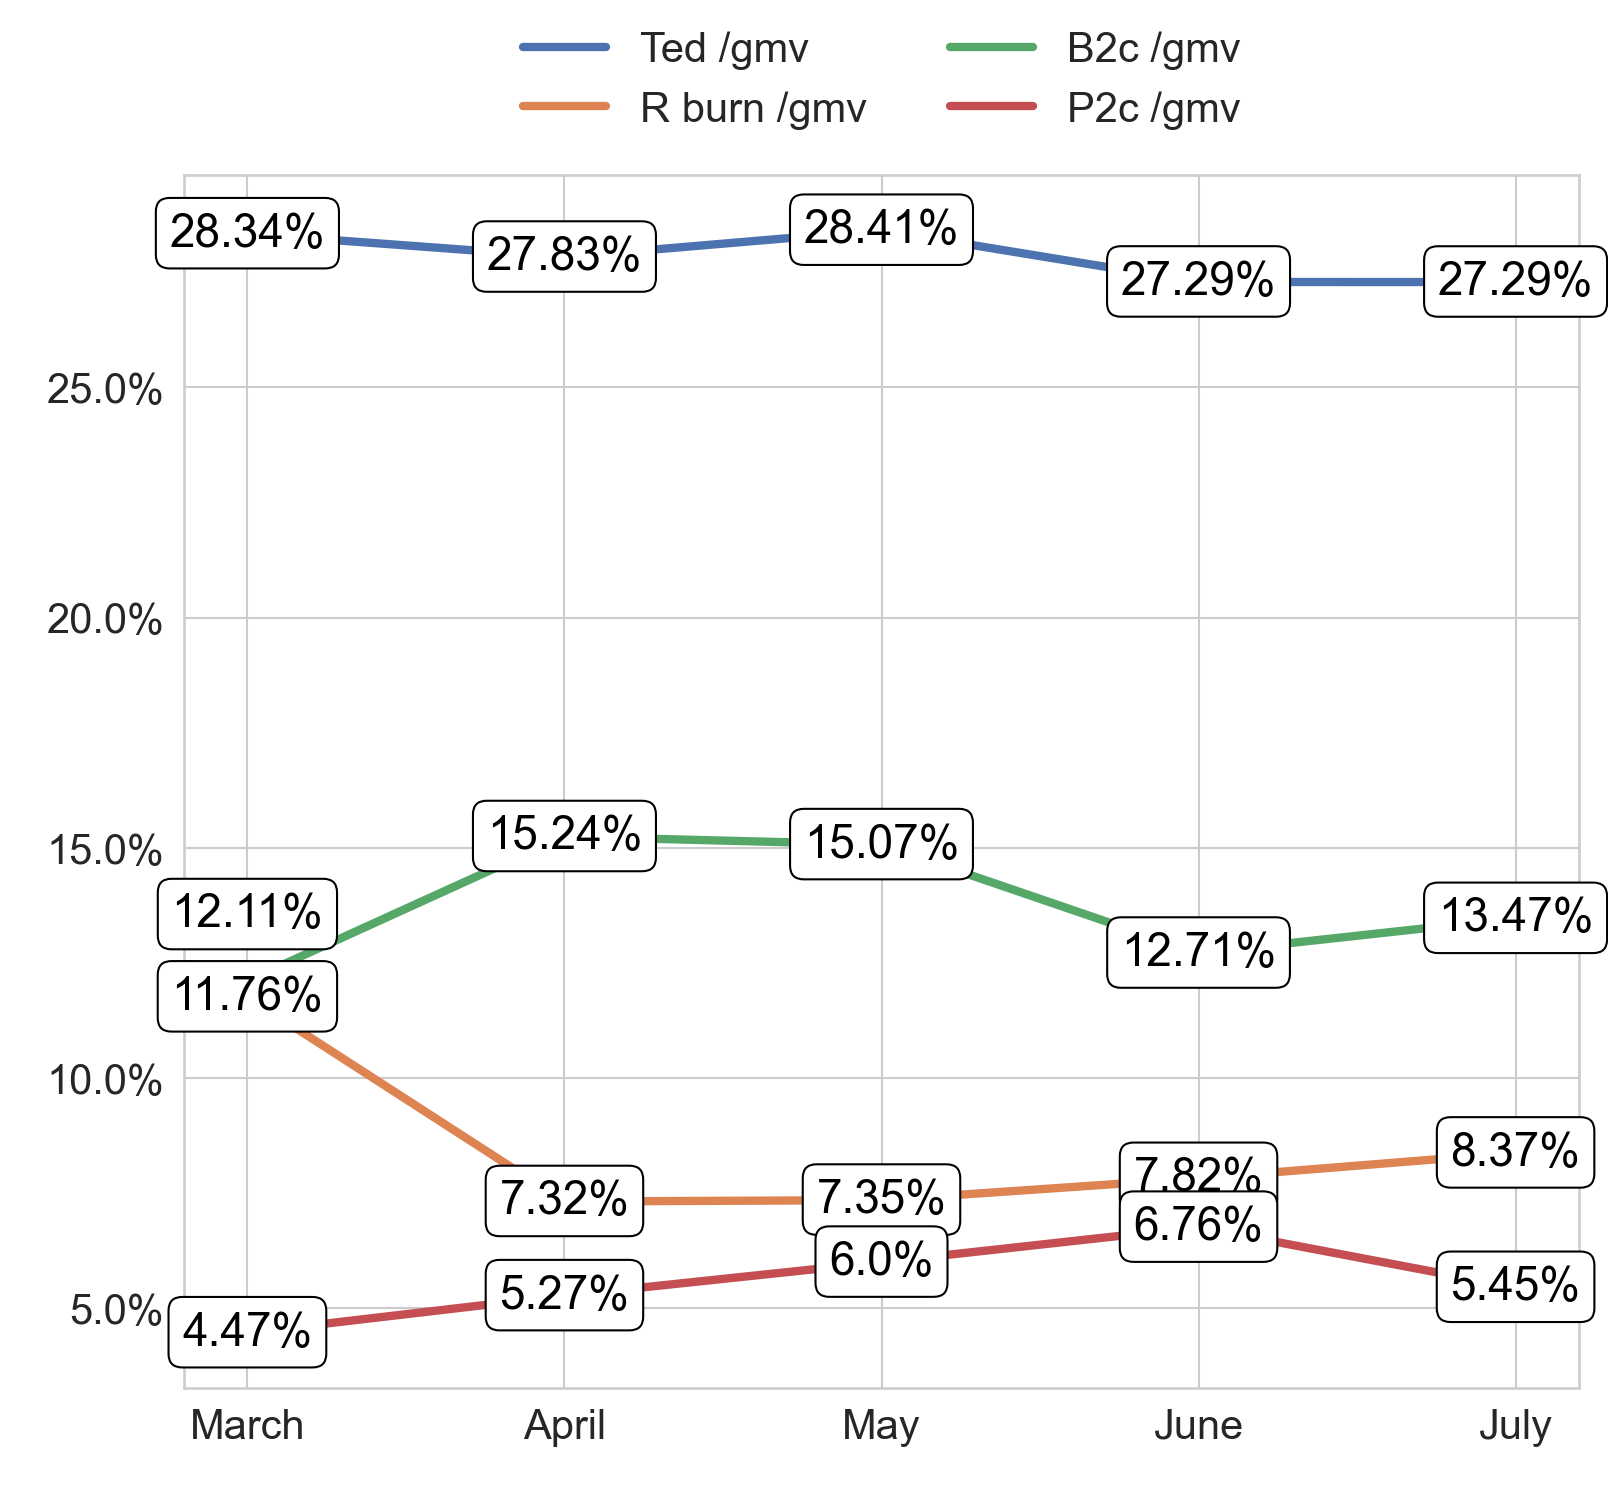 Ted /gmv
R burn /gmv
B2c /gmv
P2c /gmv
28.34%
27.83%
28.41%
27.29%
27.29%
25.0%
20.0%
15.0%
10.0%
5.0%
12.11%
15.24%
15.07%
12.71%
13.47%
11.76%
7.32%
7.35%
7.82%
8.37%
4.47%
5.27%
6.0%
6.76%
5.45%
March
April
May
June
July